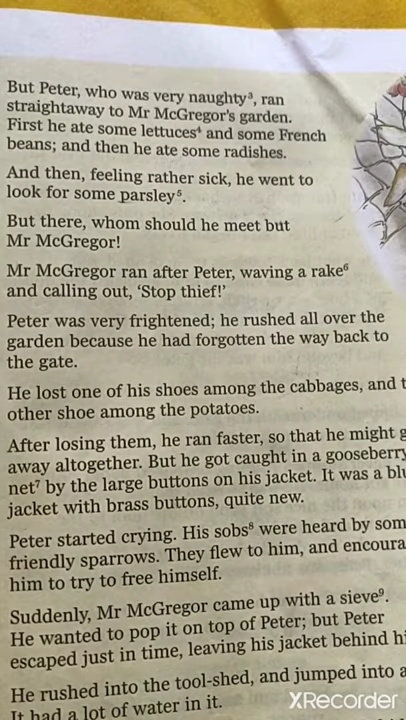 But Peter, who was very naughty³, ran
straightaway to Mr McGregor's garden.
First he ate some lettuces⁴ and some French
beans; and then he ate some radishes.
And then, feeling rather sick, he went to
look for some parsley⁵.
But there, whom should he meet but
Mr McGregor!
Mr McGregor ran after Peter, waving a rake⁶
and calling out, 'Stop thief!'
Peter was very frightened; he rushed all over the
garden because he had forgotten the way back to
the gate.
He lost one of his shoes among the cabbages, and t
other shoe among the potatoes.
After losing them, he ran faster, so that he might g
away altogether. But he got caught in a gooseberry
net⁷ by the large buttons on his jacket. It was a blu
jacket with brass buttons, quite new.
Peter started crying. His sobs⁸ were heard by som
friendly sparrows. They flew to him, and encoura
him to try to free himself.
Suddenly, Mr McGregor came up with a sieve⁹.
He wanted to pop it on top of Peter; but Peter
escaped just in time, leaving his jacket behind hi
He rushed into the tool-shed, and jumped into a
It had a lot of water in it.
XRecorder